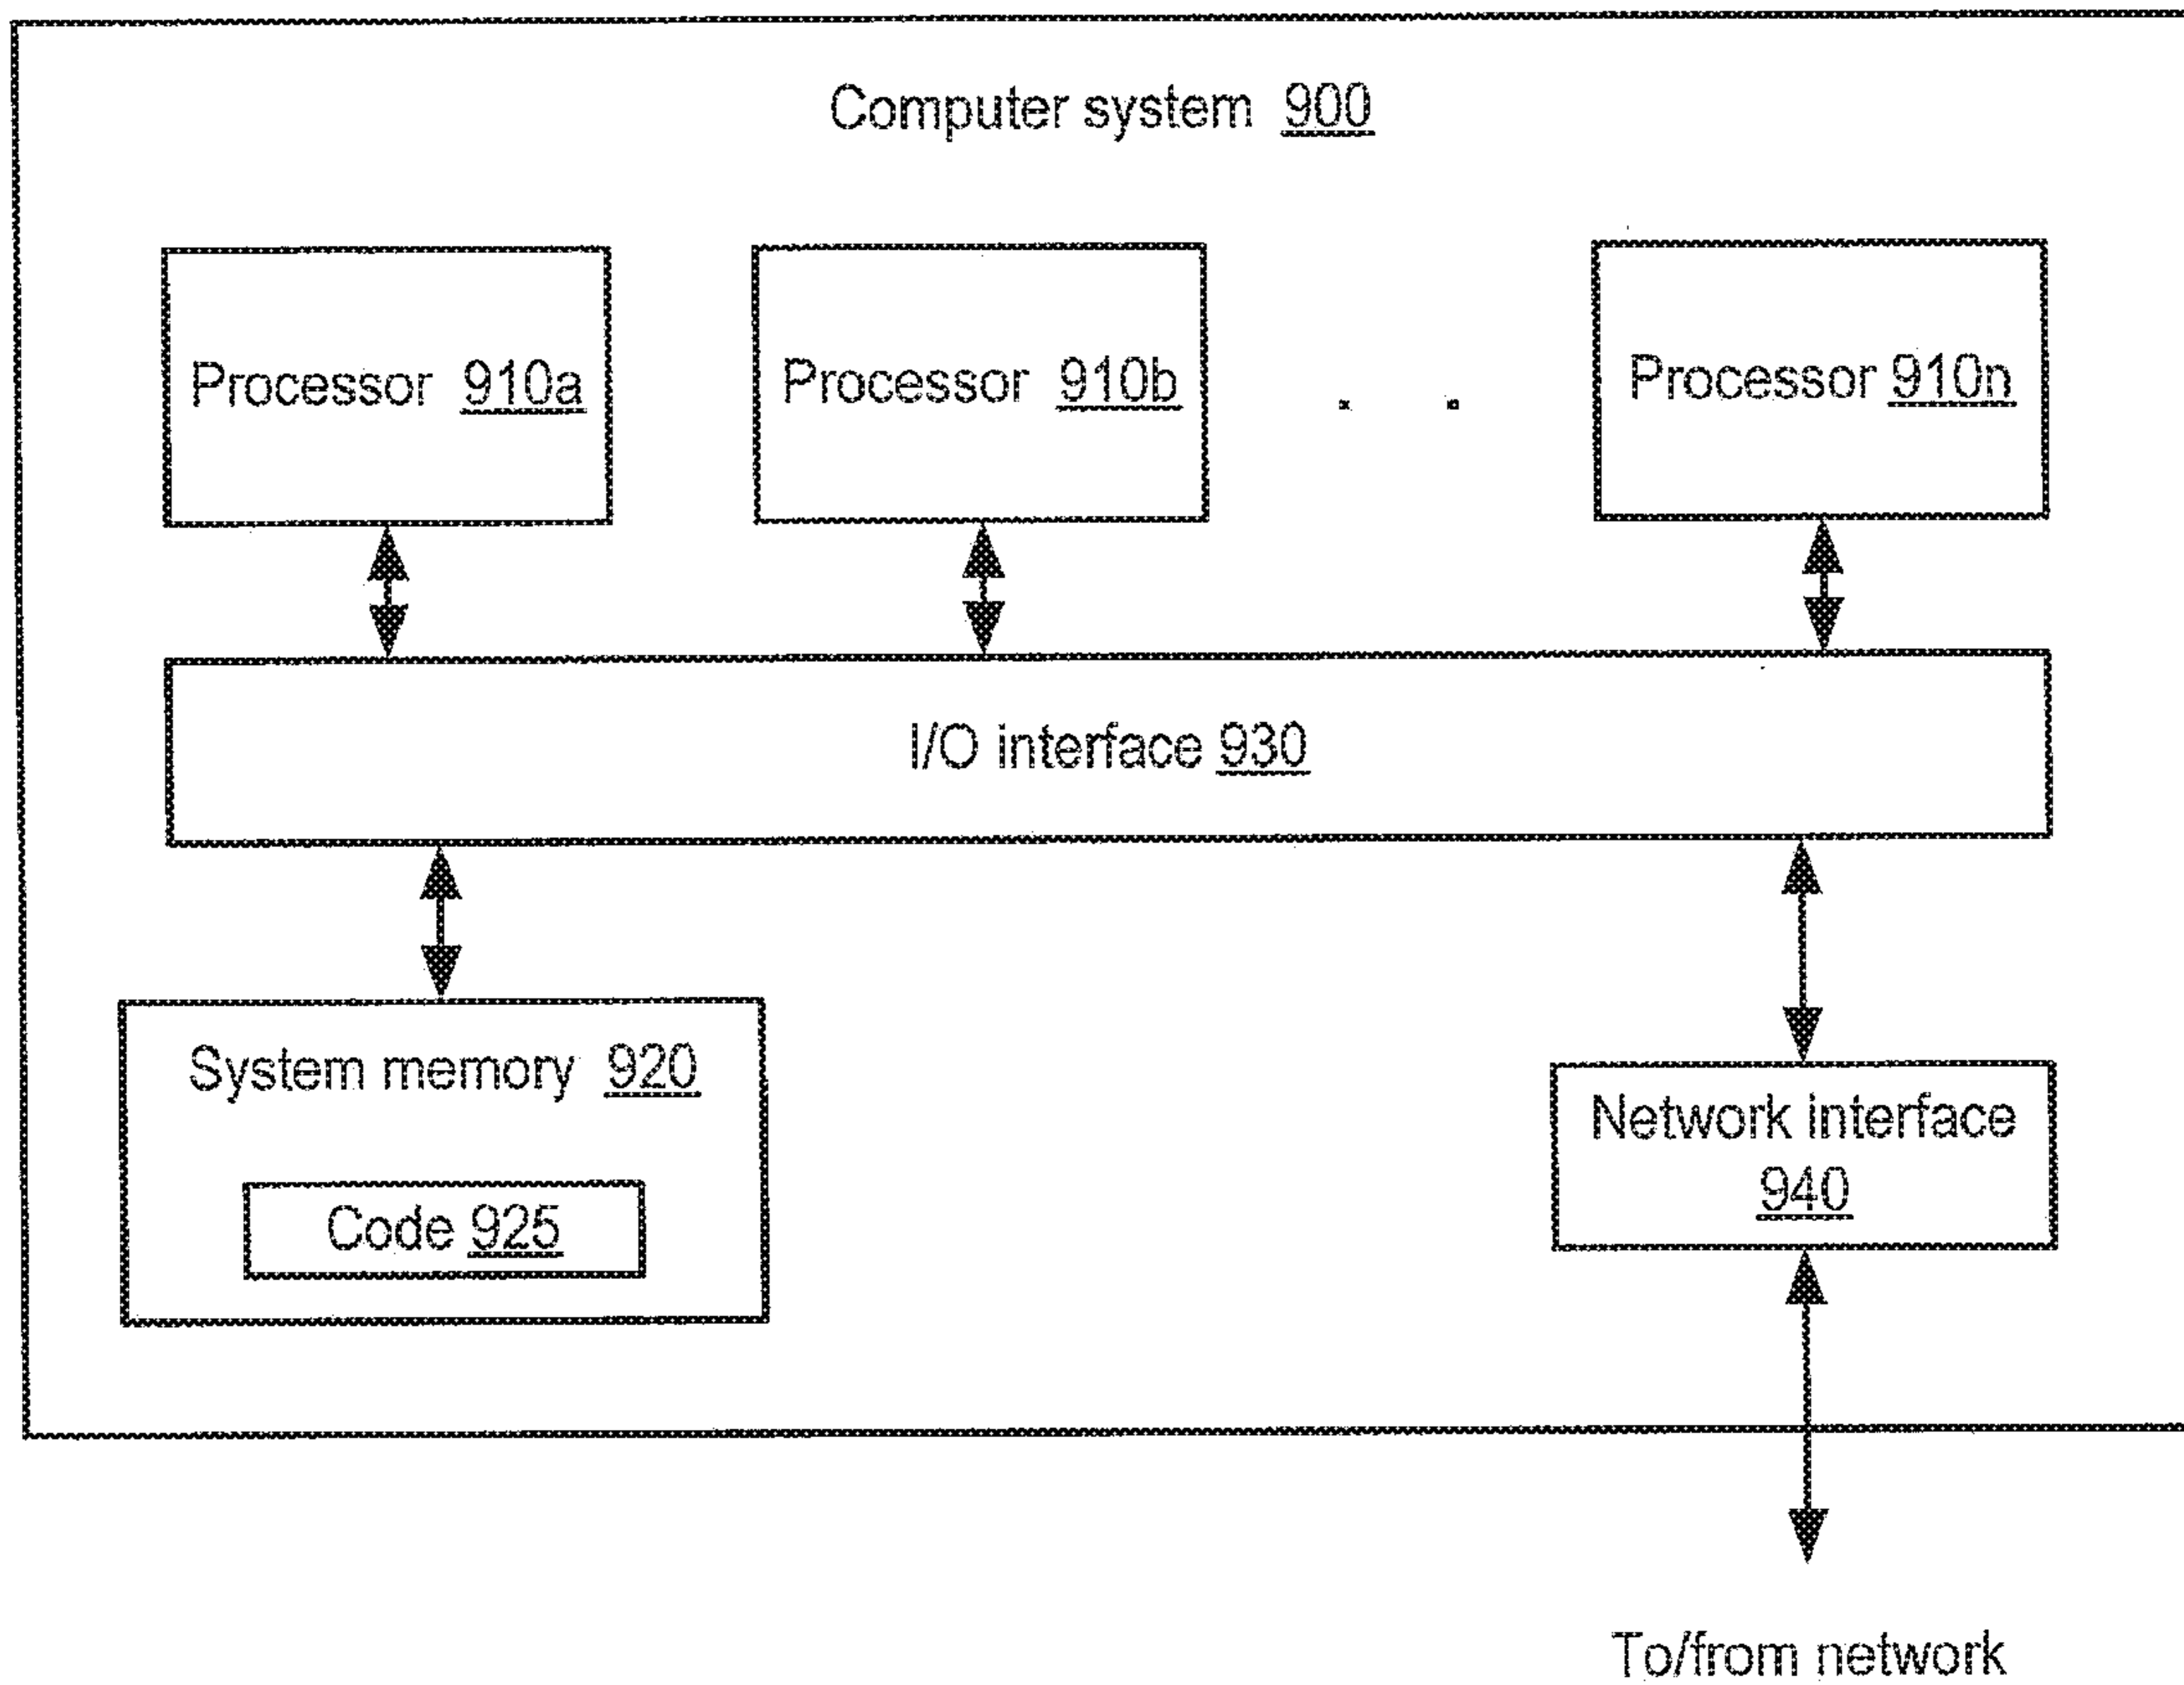 Computer system 900
Processor 910a
Processor 910b
. .
Processor 910n
I/O interface 930
System memory 920
Code 925
Network interface
940
To/from network